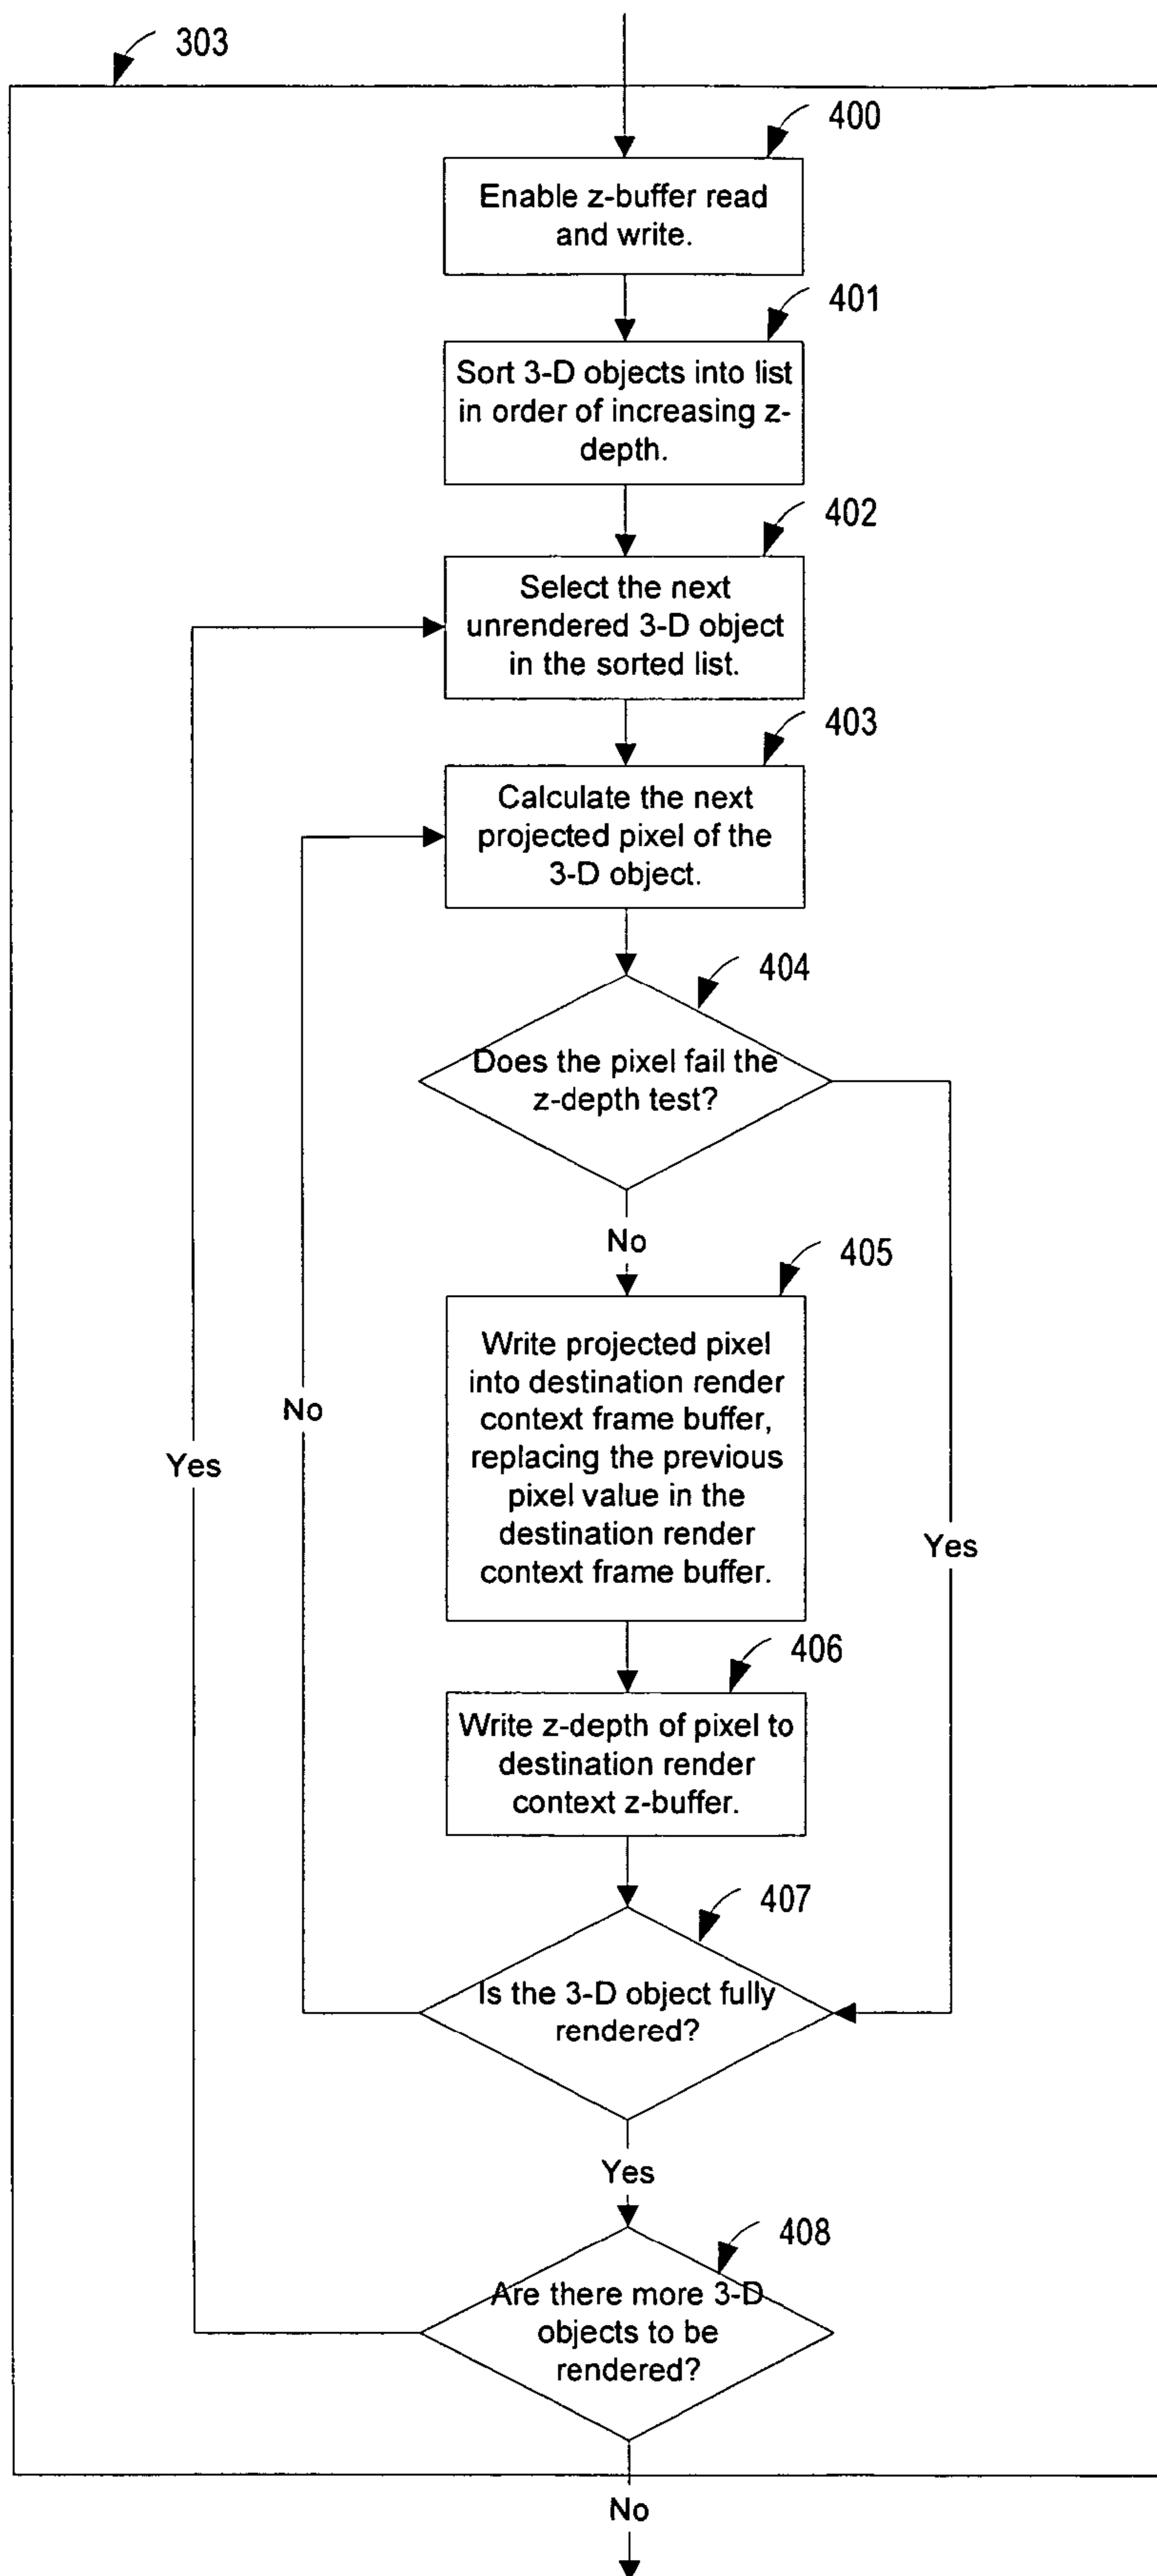 303
400
Enable z-buffer read
and write.
401
Sort 3-D objects into list
in order of increasing z-
depth.
402
Select the next
unrendered 3-D object
in the sorted list.
403
Calculate the next
projected pixel of the
3-D object.
404
Does the pixel fail the
z-depth test?
No
405
Write projected pixel
into destination render
context frame buffer,
replacing the previous
pixel value in the
destination render
context frame buffer.
No
Yes
Yes
406
Write z-depth of pixel to
destination render
context z-buffer.
407
Is the 3-D object fully
rendered?
Yes
408
Are there more 3-D
objects to be
rendered?
No